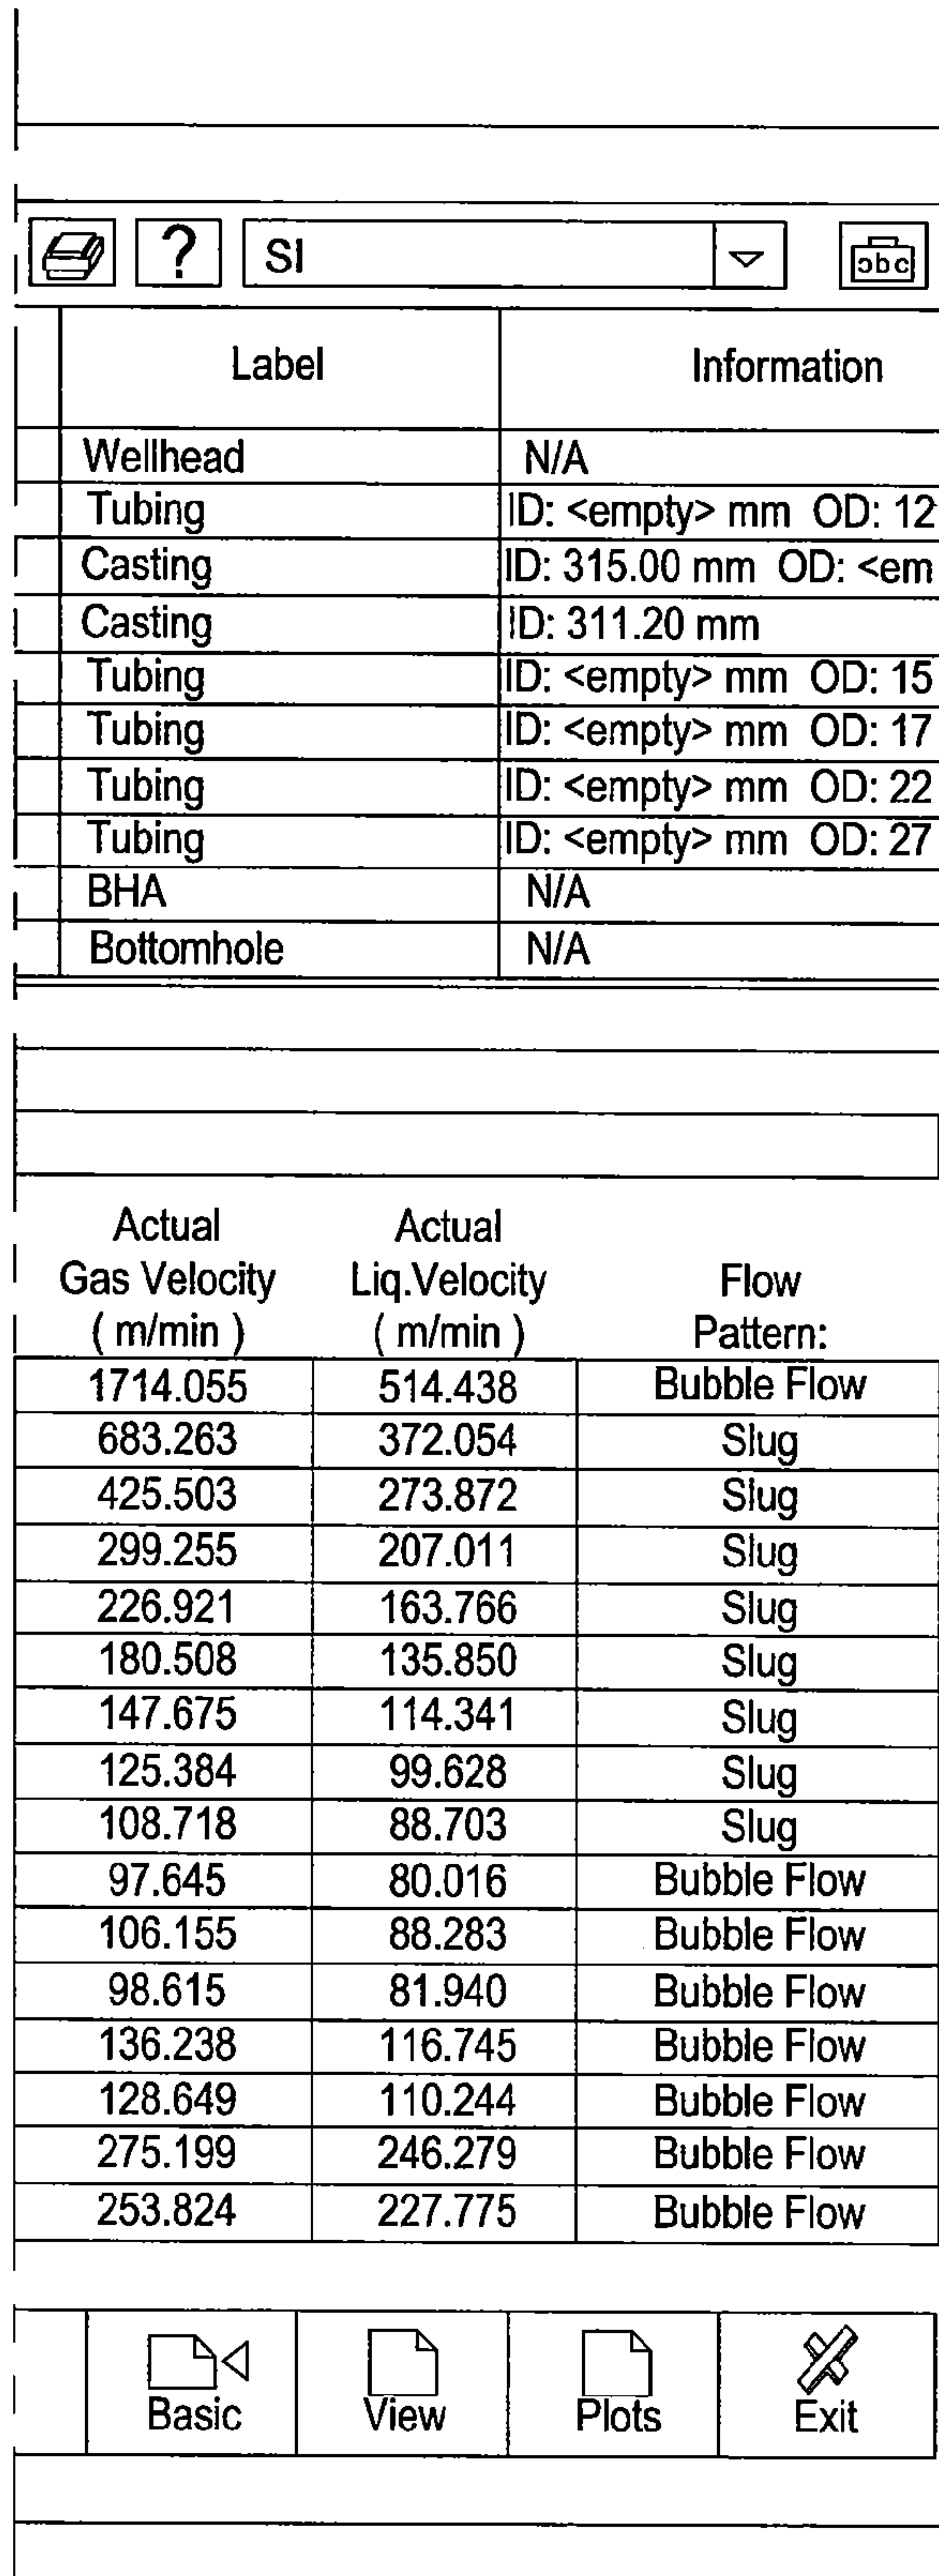 ? SI abc
Label Information
Wellhead N/A
Tubing ID: <empty> mm OD: 12
Casting ID: 315.00 mm OD: <em
Casting ID: 311.20 mm
Tubing ID: <empty> mm OD: 15
Tubing ID: <empty> mm OD: 17
Tubing ID: <empty> mm OD: 22
Tubing ID: <empty> mm OD: 27
BHA N/A
Bottomhole N/A
Actual Actual
Gas Velocity Liq.Velocity Flow
( m/min ) ( m/min ) Pattern:
1714.055 514.438 Bubble Flow
683.263 372.054 Slug
425.503 273.872 Slug
299.255 207.011 Slug
226.921 163.766 Slug
180.508 135.850 Slug
147.675 114.341 Slug
125.384 99.628 Slug
108.718 88.703 Slug
97.645 80.016 Bubble Flow
106.155 88.283 Bubble Flow
98.615 81.940 Bubble Flow
136.238 116.745 Bubble Flow
128.649 110.244 Bubble Flow
275.199 246.279 Bubble Flow
253.824 227.775 Bubble Flow
Basic View Plots Exit